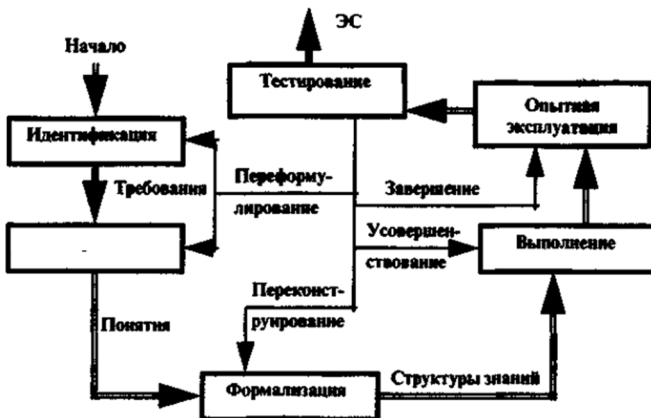 ЭС
Начало
Тестирование
Опытная
эксплуатация
Идентификация
Требования
Переформу-
лирование
Завершение
Усовершен-
ствование
Выполнение
Переконст-
руирование
Понятия
Формализация
Структуры знаний